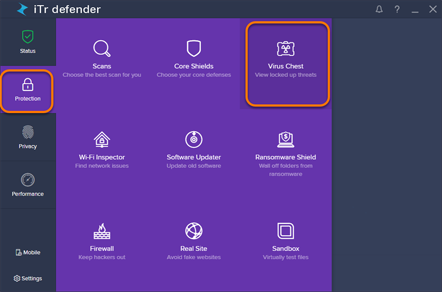 iTr defender
Status
Protection
Privacy
Performance
Mobile
Settings
Scans
Choose the best scan for you
Core Shields
Choose your core defenses
Virus Chest
View locked up threats
Wi-Fi Inspector
Find network issues
Software Updater
Update old software
Ransomware Shield
Wall off folders from
ransomware
Firewall
Keep hackers out
Real Site
Avoid fake websites
Sandbox
Virtually test files